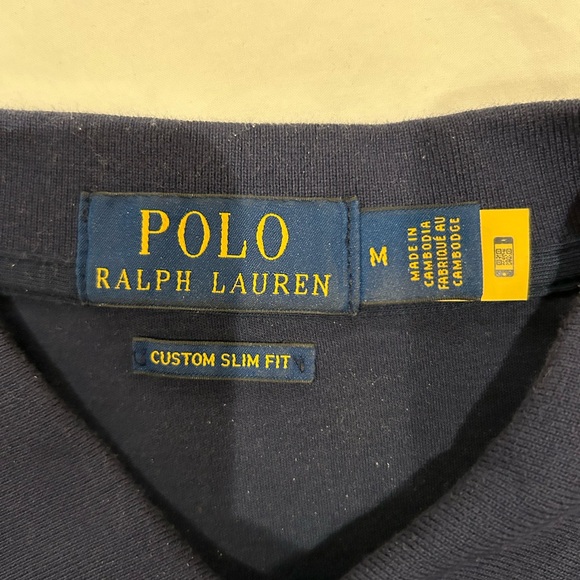 POLO
RALPH LAUREN
M
MADE IN
CAMBODIA
FABRIQUÉ AU
CAMBODGE
CUSTOM SLIM FIT